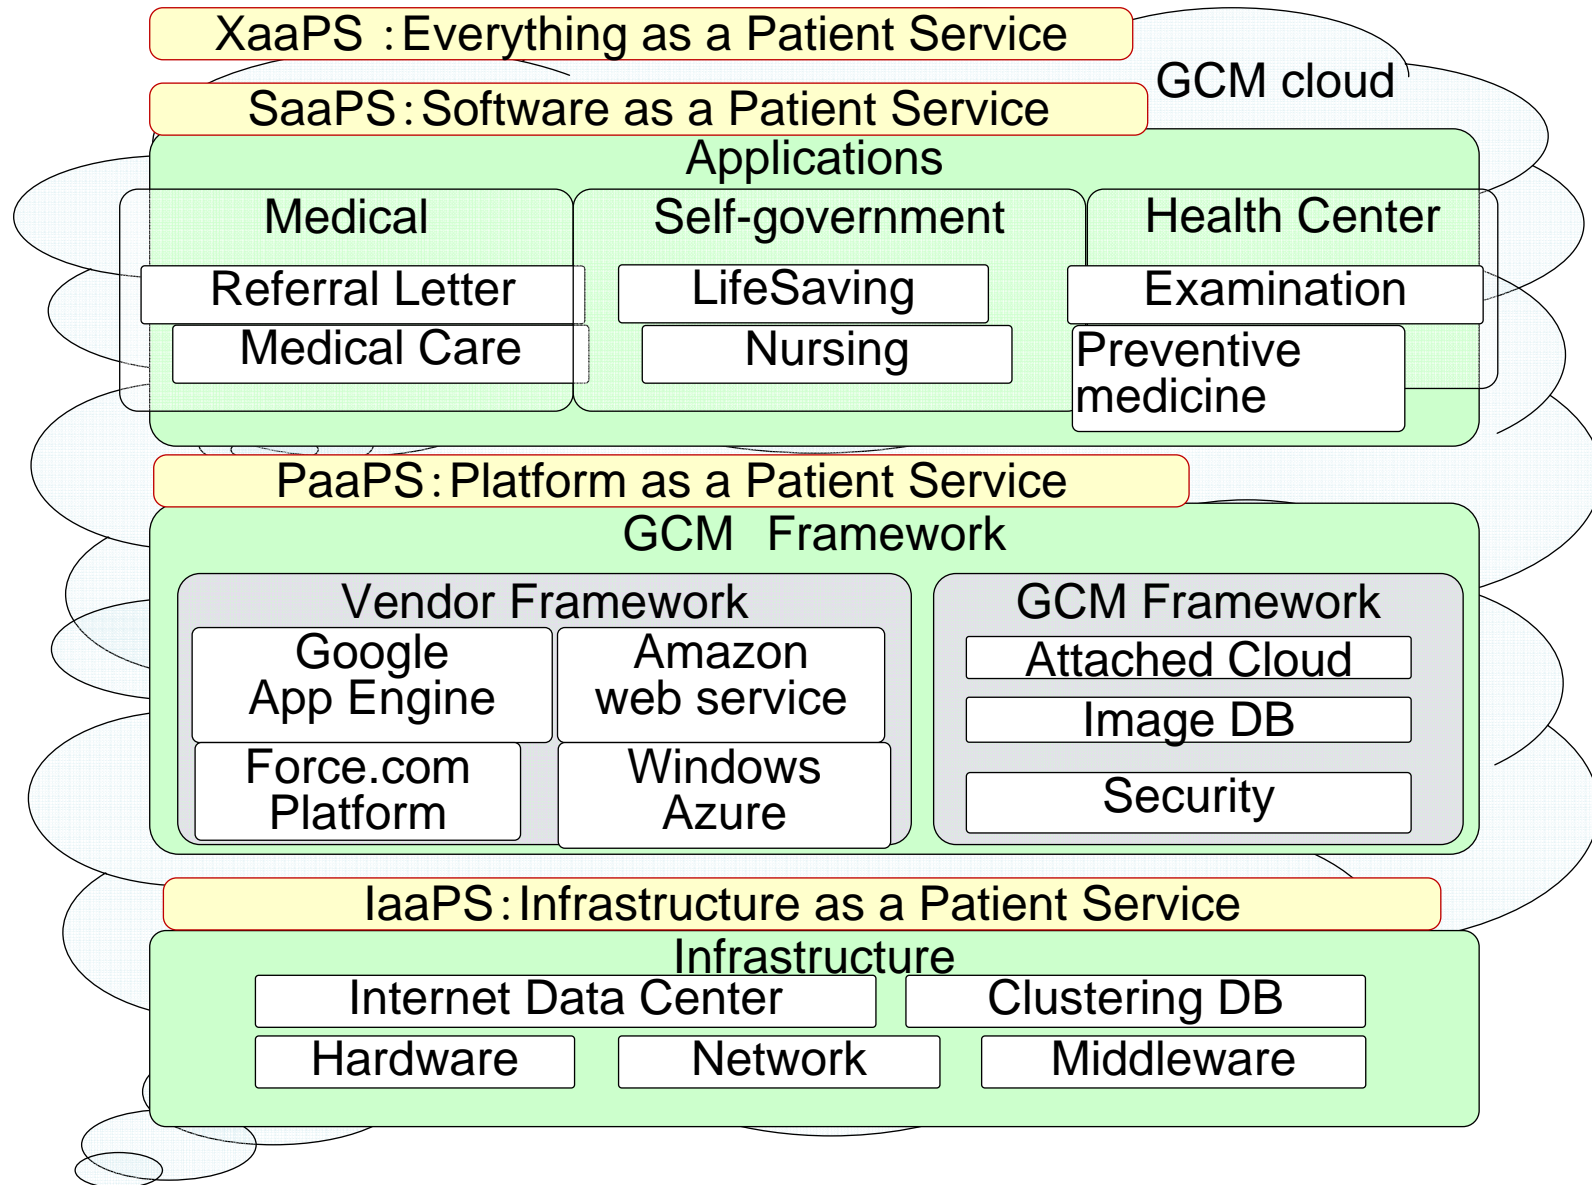 XaaPS :Everything as a Patient Service
GCM cloud
SaaPS:Software as a Patient Service
Applications
Medical
Self-government
Health Center
Referral Letter
LifeSaving
Examination
Medical Care
Nursing
Preventive
medicine
PaaPS:Platform as a Patient Service
GCM Framework
Vendor Framework
Google
App Engine
Amazon
web service
Force.com
Platform
Windows
Azure
GCM Framework
Attached Cloud
Image DB
Security
IaaPS:Infrastructure as a Patient Service
Infrastructure
Internet Data Center
Clustering DB
Hardware
Network
Middleware